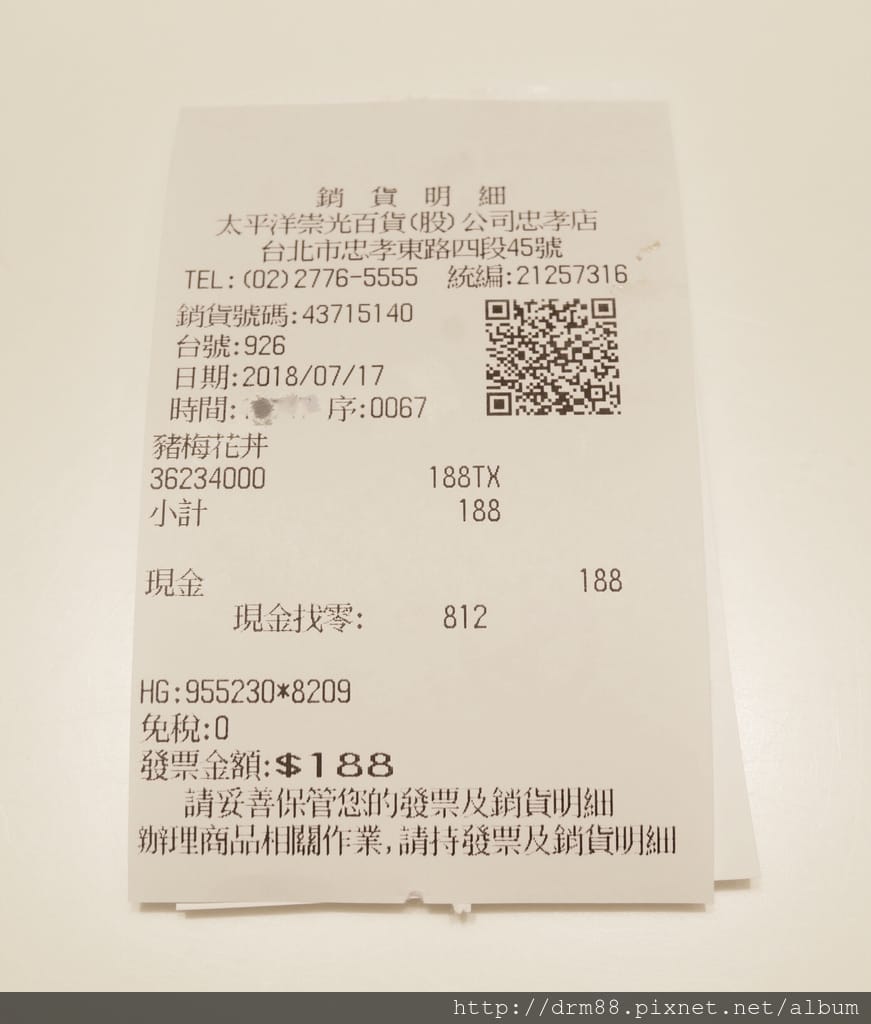 銷貨明細
太平洋崇光百貨(股)公司忠孝店
台北市忠孝東路四段45號
TEL:(02)2776-5555 統編:21257316
銷貨號碼:43715140
台號:926
日期:2018/07/17
時間: 序:0067
豬梅花丼
36234000 188TX
小計 188
現金 188
現金找零: 812
HG:955230*8209
免稅:0
發票金額:$188
請妥善保管您的發票及銷貨明細
辦理商品相關作業,請持發票及銷貨明細
http://drm88.pixnet.net/album